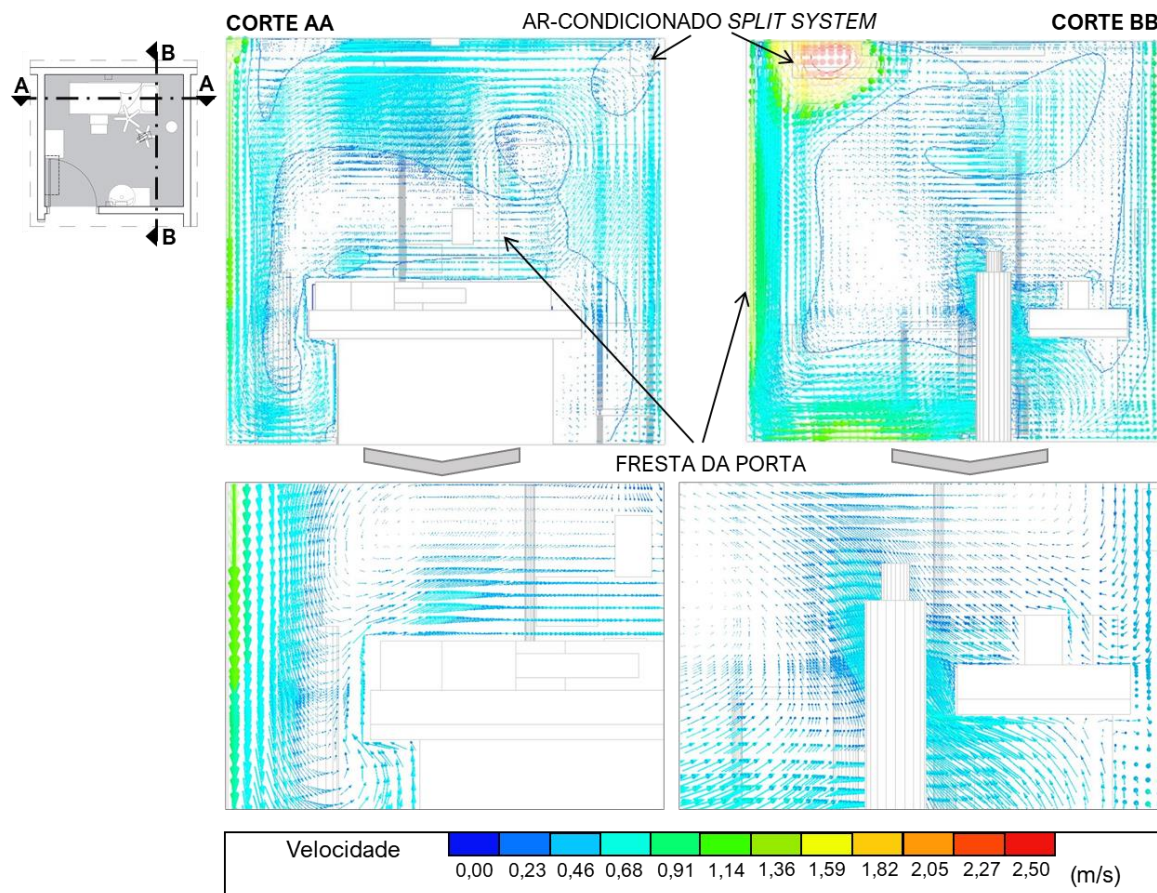 CORTE AA
AR-CONDICIONADO SPLIT SYSTEM
CORTE BB
B
A
A
B
FRESTA DA PORTA
Velocidade
0,00 0,23 0,46 0,68 0,91 1,14 1,36 1,59 1,82 2,05 2,27 2,50
(m/s)